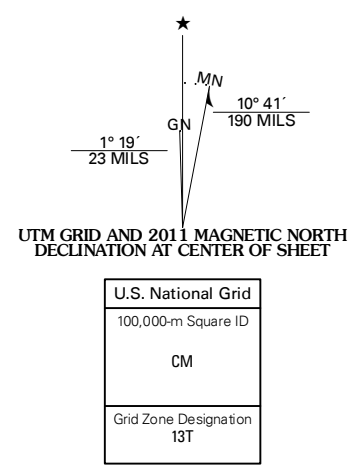 ★
MN
GN
10° 41´
190 MILS
1° 19´
23 MILS
UTM GRID AND 2011 MAGNETIC NORTH
DECLINATION AT CENTER OF SHEET
U.S. National Grid
100,000-m Square ID
CM
Grid Zone Designation
13T